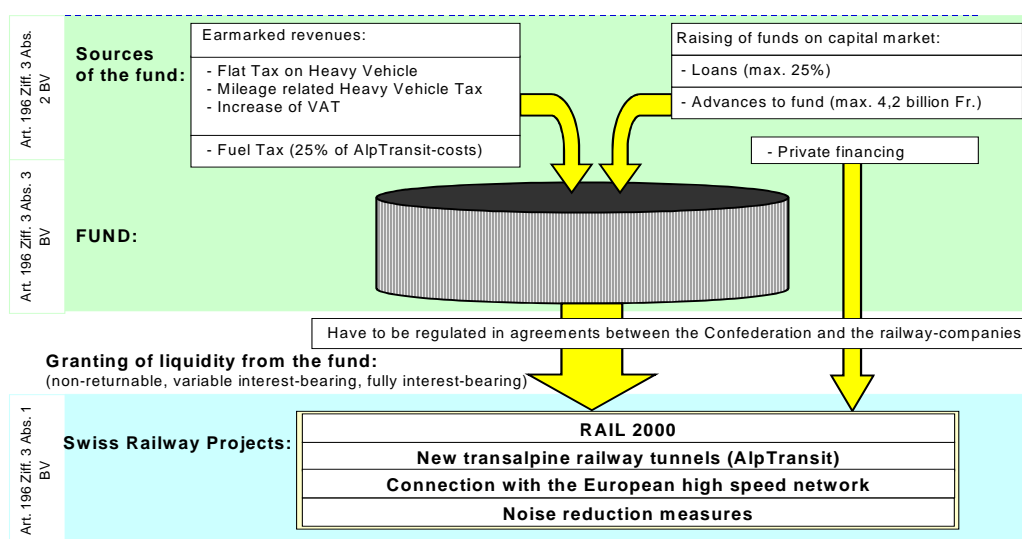 Art. 196 Ziff. 3 Abs.
2 BV
Sources
of the fund:
Earmarked revenues:
- Flat Tax on Heavy Vehicle
- Mileage related Heavy Vehicle Tax
- Increase of VAT
- Fuel Tax (25% of AlpTransit-costs)
Raising of funds on capital market:
- Loans (max. 25%)
- Advances to fund (max. 4,2 billion Fr.)
- Private financing
Art. 196 Ziff. 3 Abs. 3
BV
FUND:
Have to be regulated in agreements between the Confederation and the railway-companies
Granting of liquidity from the fund:
(non-returnable, variable interest-bearing, fully interest-bearing)
Art. 196 Ziff. 3 Abs. 1
BV
Swiss Railway Projects:
RAIL 2000
New transalpine railway tunnels (AlpTransit)
Connection with the European high speed network
Noise reduction measures